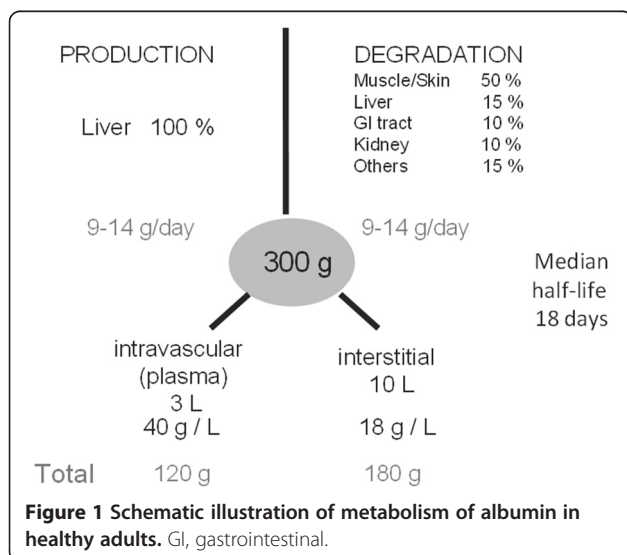 PRODUCTION
Liver 100 %
9-14 g/day
DEGRADATION
Muscle/Skin 50 %
Liver 15 %
GI tract 10 %
Kidney 10 %
Others 15 %
9-14 g/day
300 g
Median
half-life
18 days
intravascular
(plasma)
3 L
40 g / L
interstitial
10 L
18 g / L
Total 120 g 180 g
Figure 1 Schematic illustration of metabolism of albumin in
healthy adults. GI, gastrointestinal.